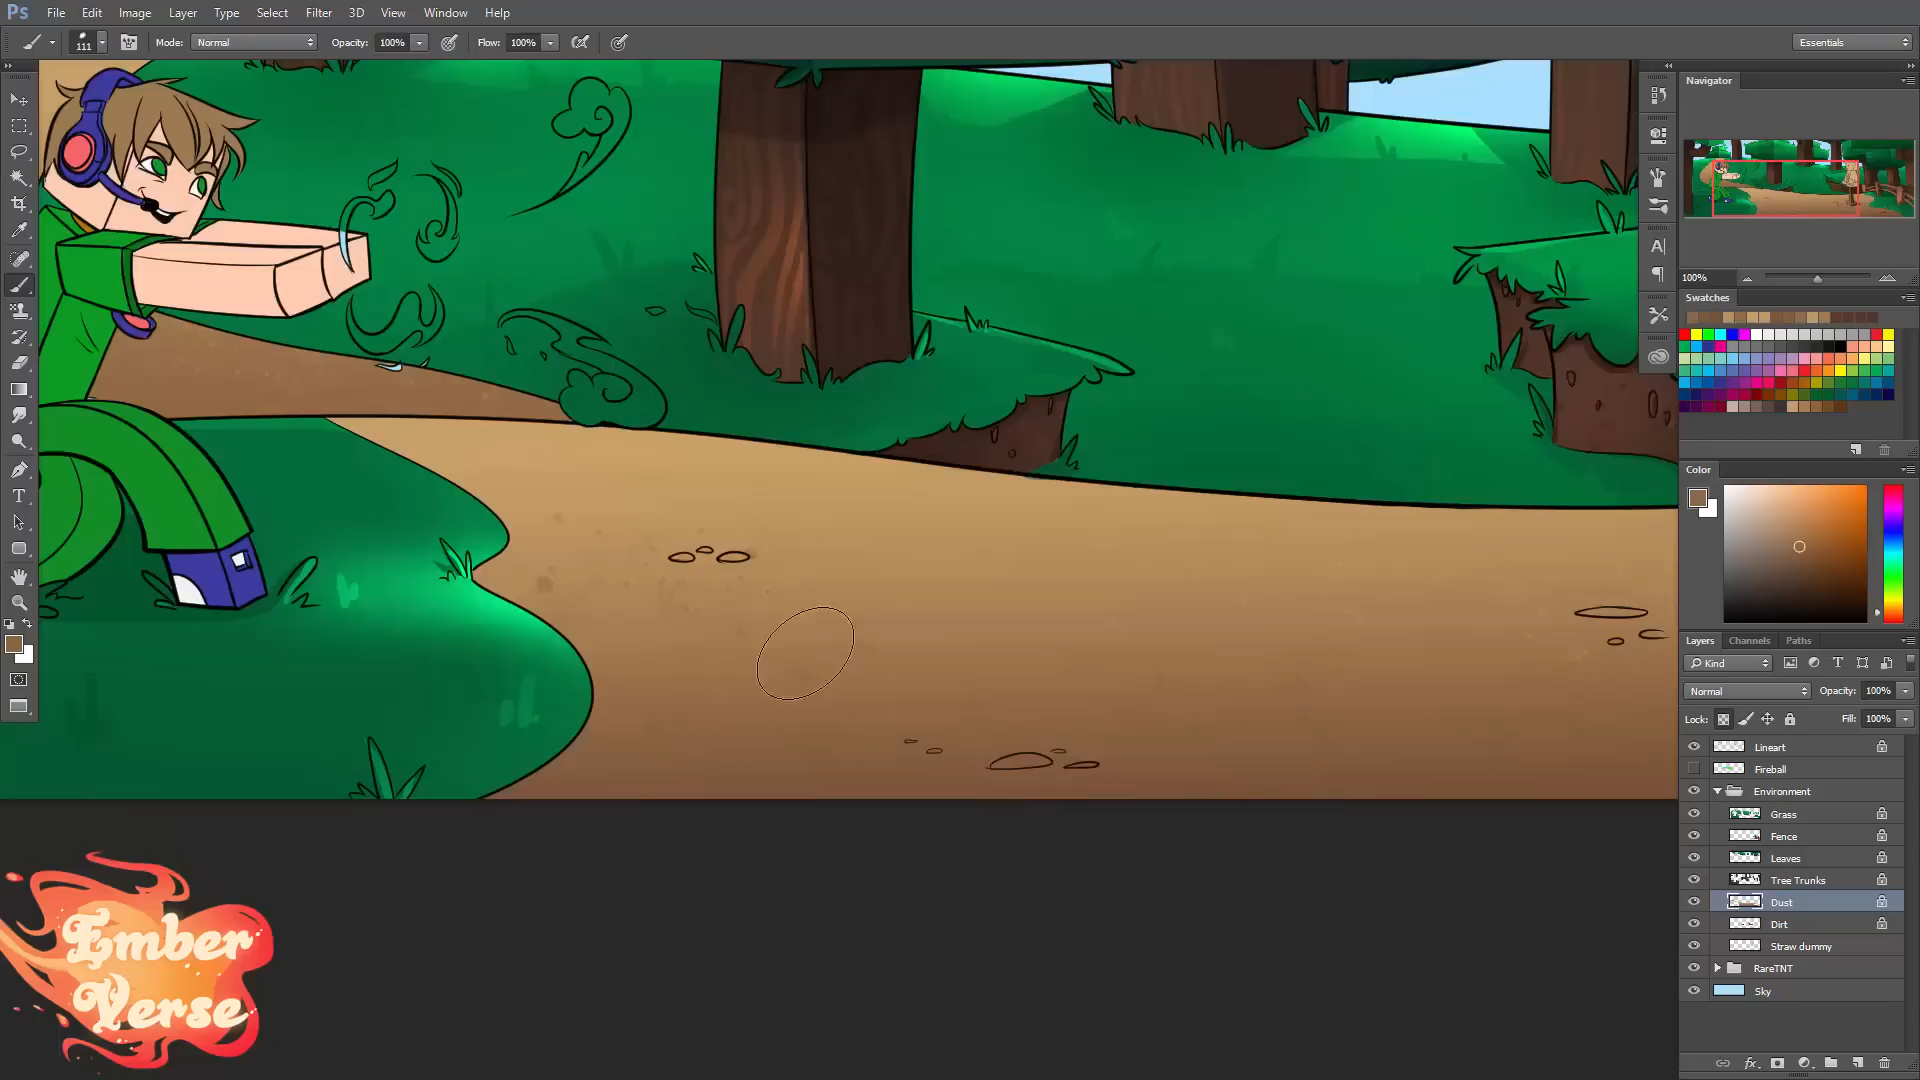 Ps File Edit Image Layer Type Select Filter 3D View Window Help
111 Mode: Normal Opacity: 100% Flow: 100% Essentials
Navigator
100%
Swatches
Color
Layers Channels Paths
Kind
Normal Opacity: 100%
Lock: Fill: 100%
Lineart
Fireball
Environment
Grass
Fence
Leaves
Tree Trunks
Dust
Dirt
Straw dummy
RareTNT
Sky
Ember
Verse